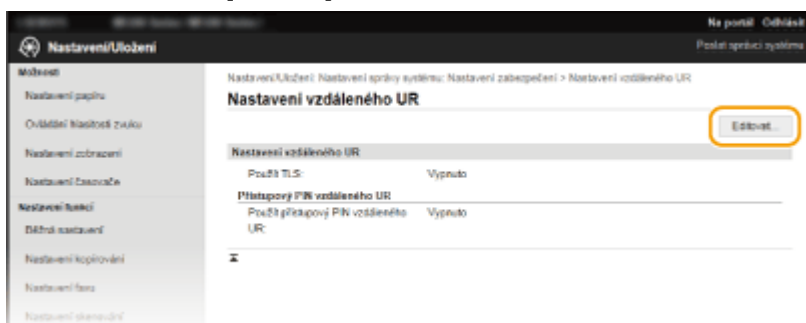 Na portál Odhlásit
Nastavení/Uložení
Poslat správci systému
Možnosti
Nastavení/Uložení: Nastavení správy systému: Nastavení zabezpečení > Nastavení vzdáleného UR
Nastavení papíru
Nastavení vzdáleného UR
Ovládání hlasitosti zvuku
Editovat...
Nastavení zobrazení
Nastavení vzdáleného UR
Použít TLS:
Vypnuto
Nastavení časovače
Přístupový PIN vzdáleného UR
Nastavení funkcí
Použít přístupový PIN vzdáleného
Vypnuto
UR:
Běžná nastavení
Nastavení kopírování
Nastavení faxu
Nastavení skenování